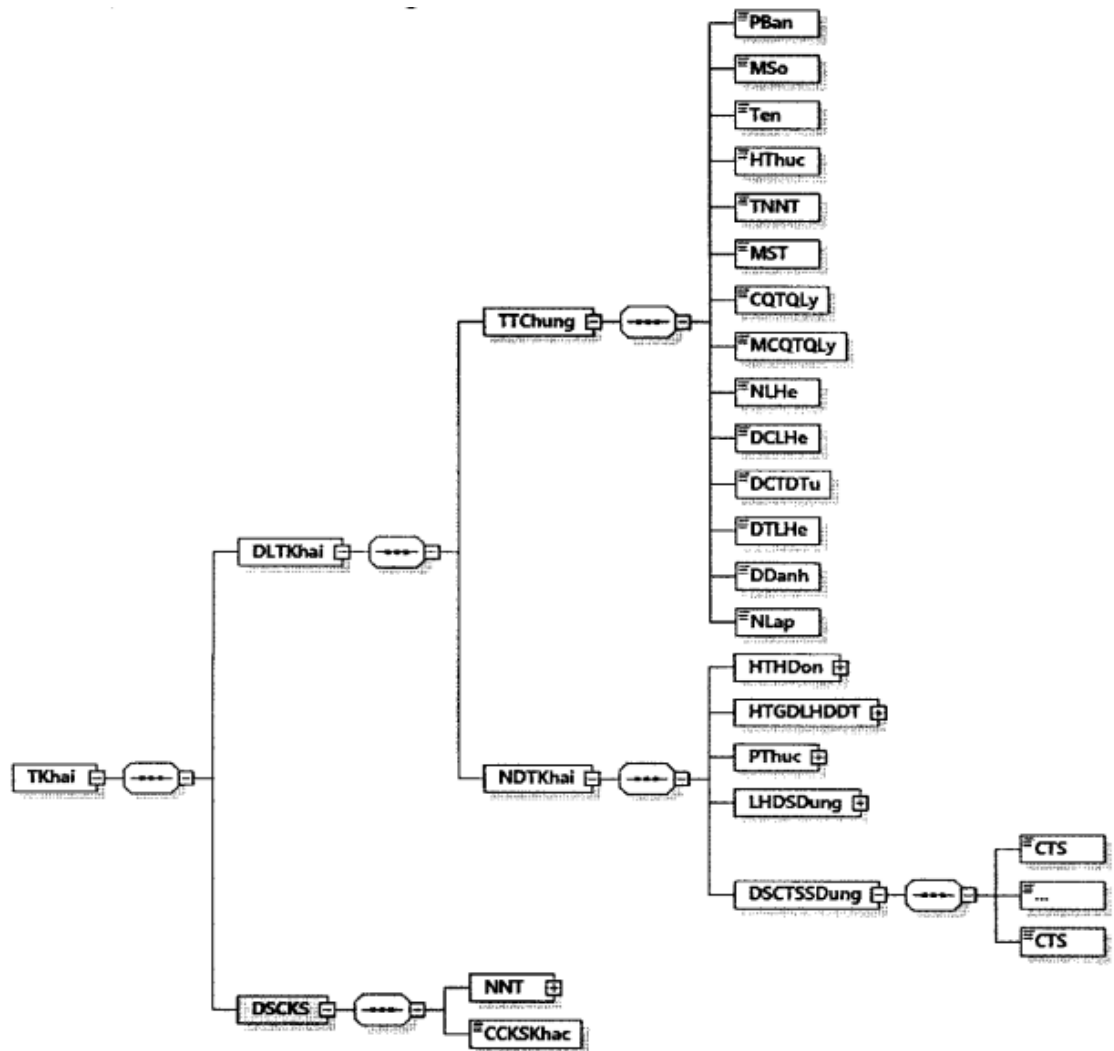 PBan
MSo
Ten
HThuc
TNNT
MST
CQTQLy
TTChung
MCQTQLy
NLHe
DCLHe
DCTDTu
DLTKhai
DTLHe
DDanh
NLap
HTHDon
HTGDLHDDT
TKhai
NDTKhai
PThuc
LHDSDung
CTS
DSCTSSDung
...
CTS
NNT
DSCKS
CCKSKhac